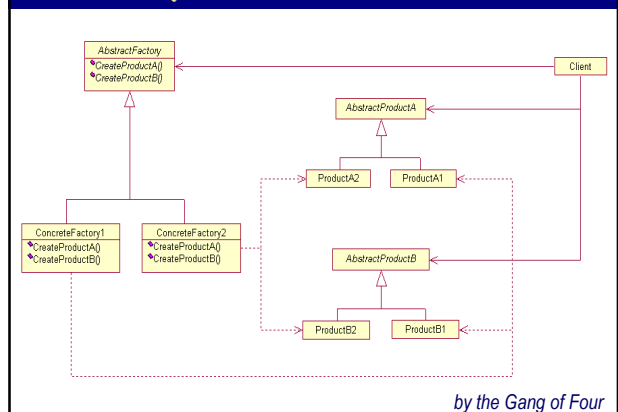 AbstractFactory
CreateProductA()
CreateProductB()
Client
AbstractProductA
ProductA2
ProductA1
ConcreteFactory1
CreateProductA()
CreateProductB()
ConcreteFactory2
CreateProductA()
CreateProductB()
AbstractProductB
ProductB2
ProductB1
by the Gang of Four